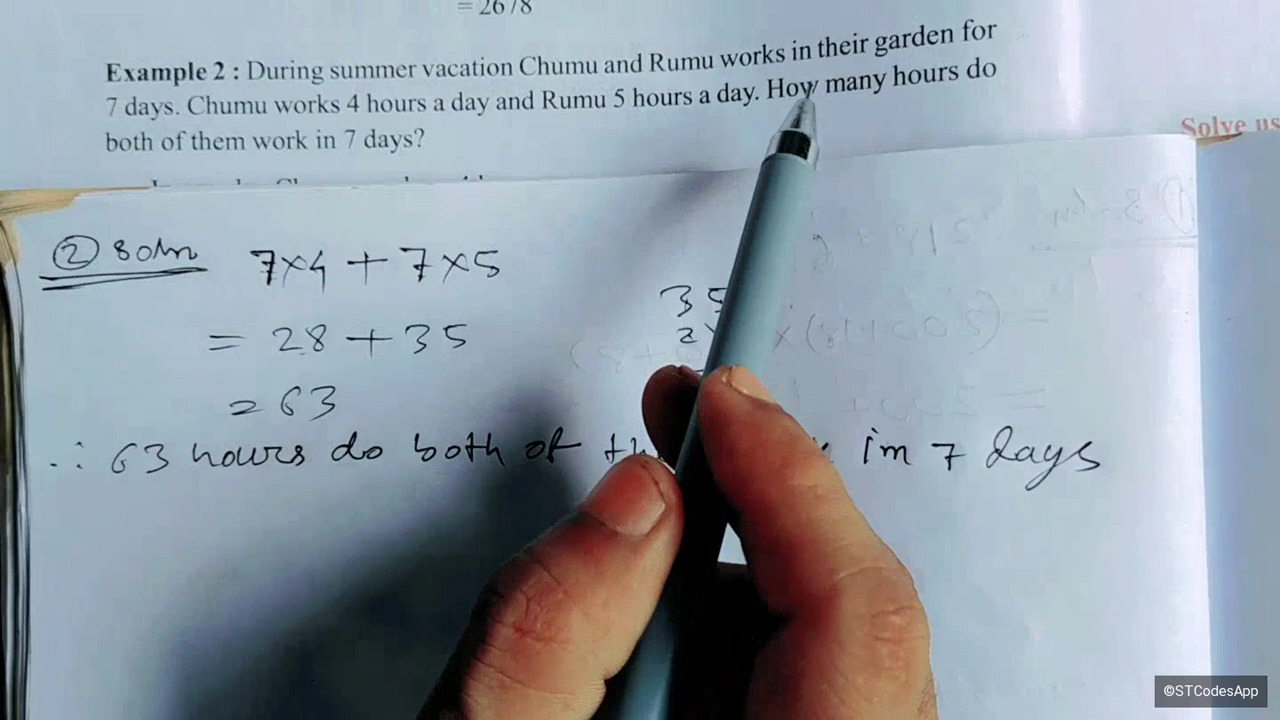 = 2678
Example 2 : During summer vacation Chumu and Rumu works in their garden for
7 days. Chumu works 4 hours a day and Rumu 5 hours a day. How many hours do
both of them work in 7 days?
Solve us
② Soln 7×4 + 7×5
= 28 + 35
= 63
35
2
∴ 63 hours do both of in 7 days
©STCodesApp